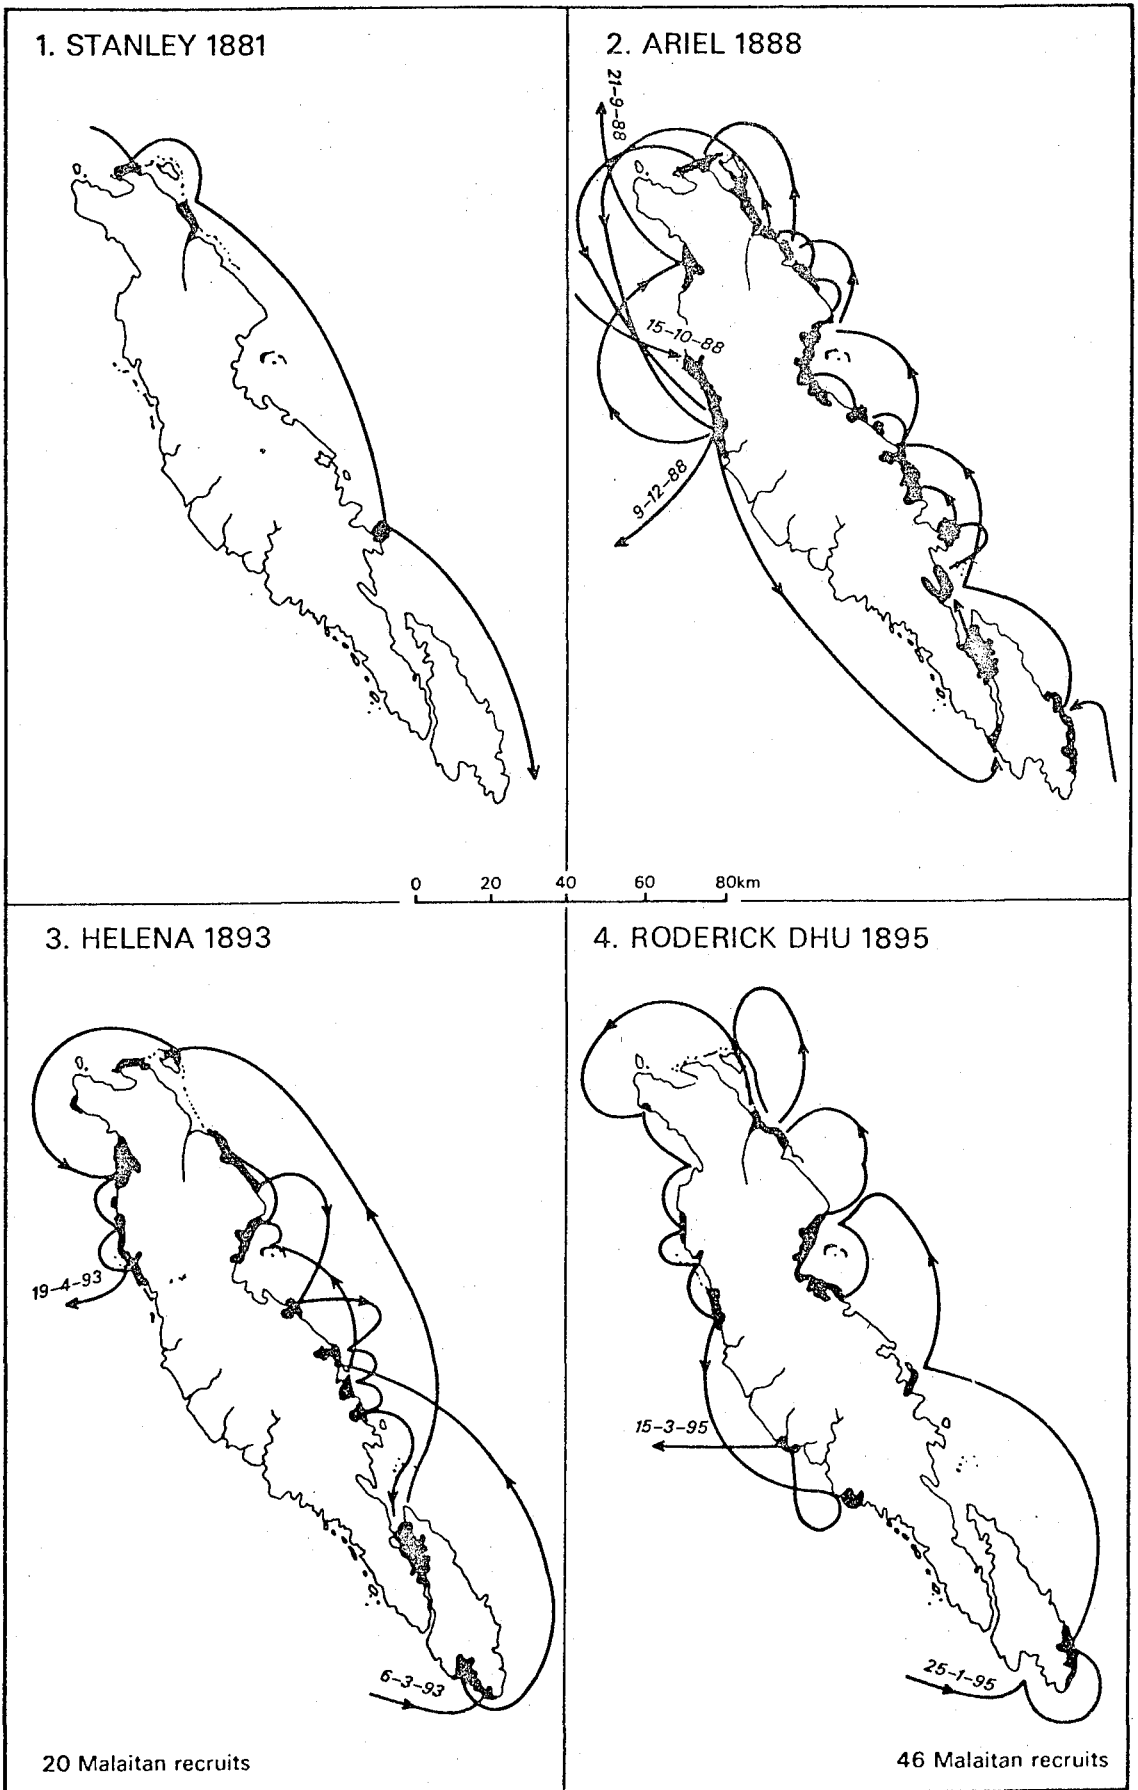 1. STANLEY 1881
2. ARIEL 1888
21-9-88
15-10-88
9-12-88
0 20 40 60 80km
3. HELENA 1893
4. RODERICK DHU 1895
19-4-93
15-3-95
6-3-93
25-1-95
20 Malaitan recruits
46 Malaitan recruits